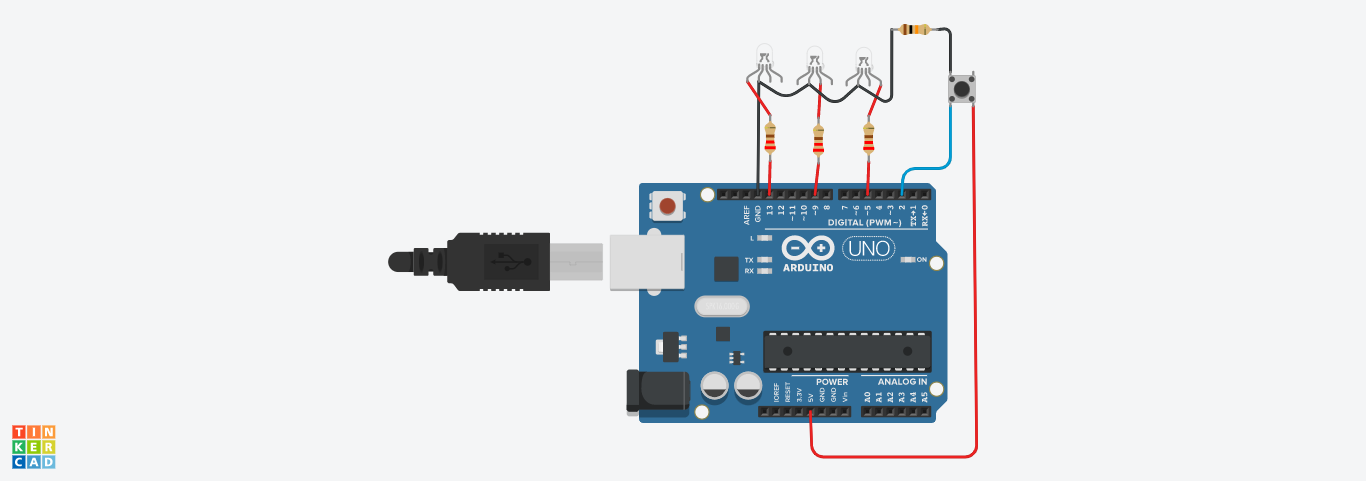 AREF
GND
13
12
~11
~10
~9
8
7
~6
~5
4
~3
2
TX→1
RX←0
DIGITAL (PWM~)
L
TX
RX
ARDUINO
UNO
ON
POWER
ANALOG IN
IOREF
RESET
3.3V
5V
GND
GND
Vin
A0
A1
A2
A3
A4
A5
TIN
KER
CAD